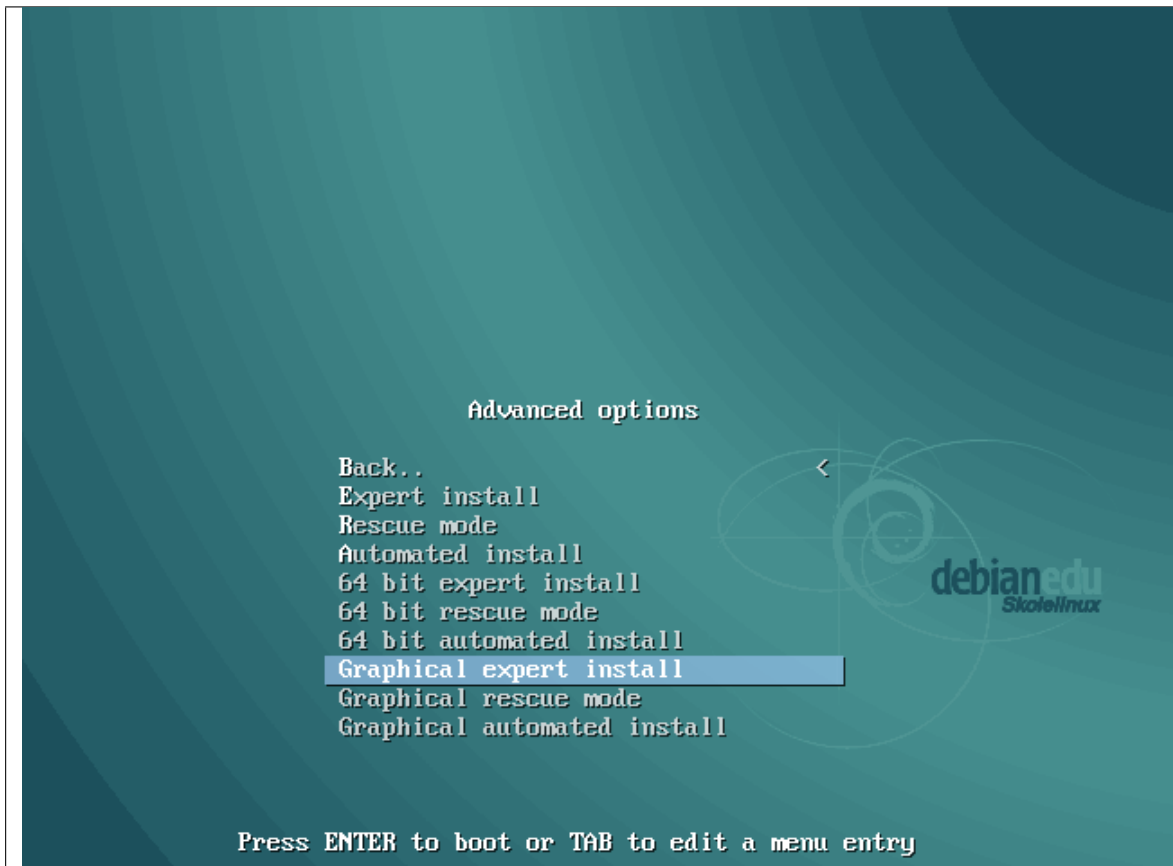 Advanced options
Back.. <
Expert install
Rescue mode
Automated install
64 bit expert install
64 bit rescue mode
64 bit automated install
Graphical expert install
Graphical rescue mode
Graphical automated install
debianedu
Skolelinux
Press ENTER to boot or TAB to edit a menu entry